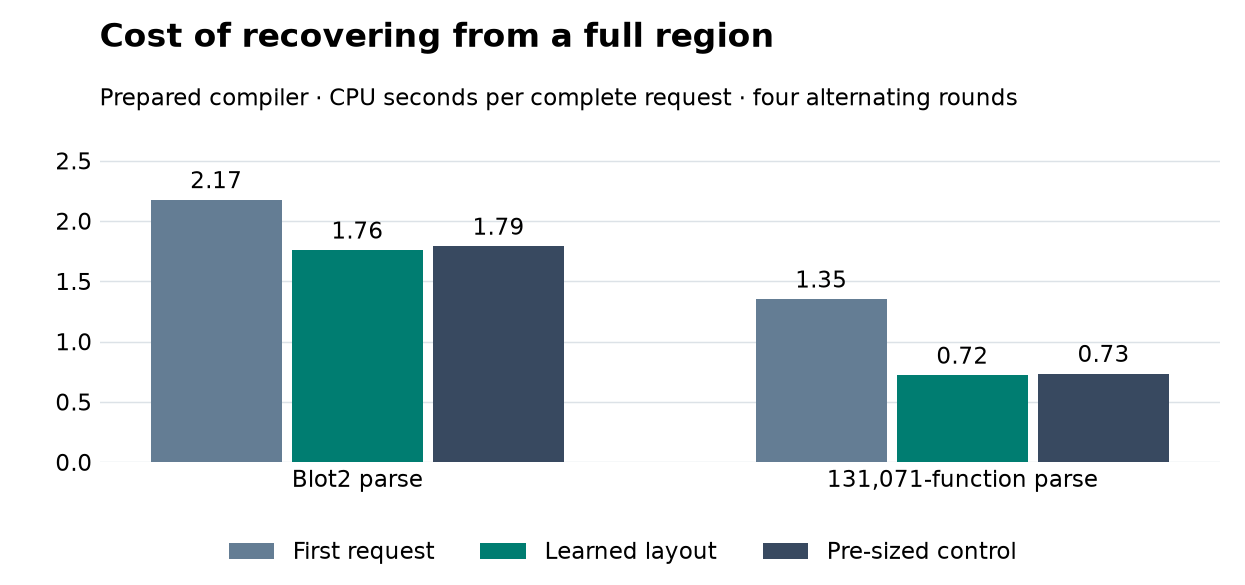 Cost of recovering from a full region
Prepared compiler · CPU seconds per complete request · four alternating rounds
2.5
2.0
1.5
1.0
0.5
0.0
2.17
1.76
1.79
1.35
0.72
0.73
Blot2 parse
131,071-function parse
First request
Learned layout
Pre-sized control